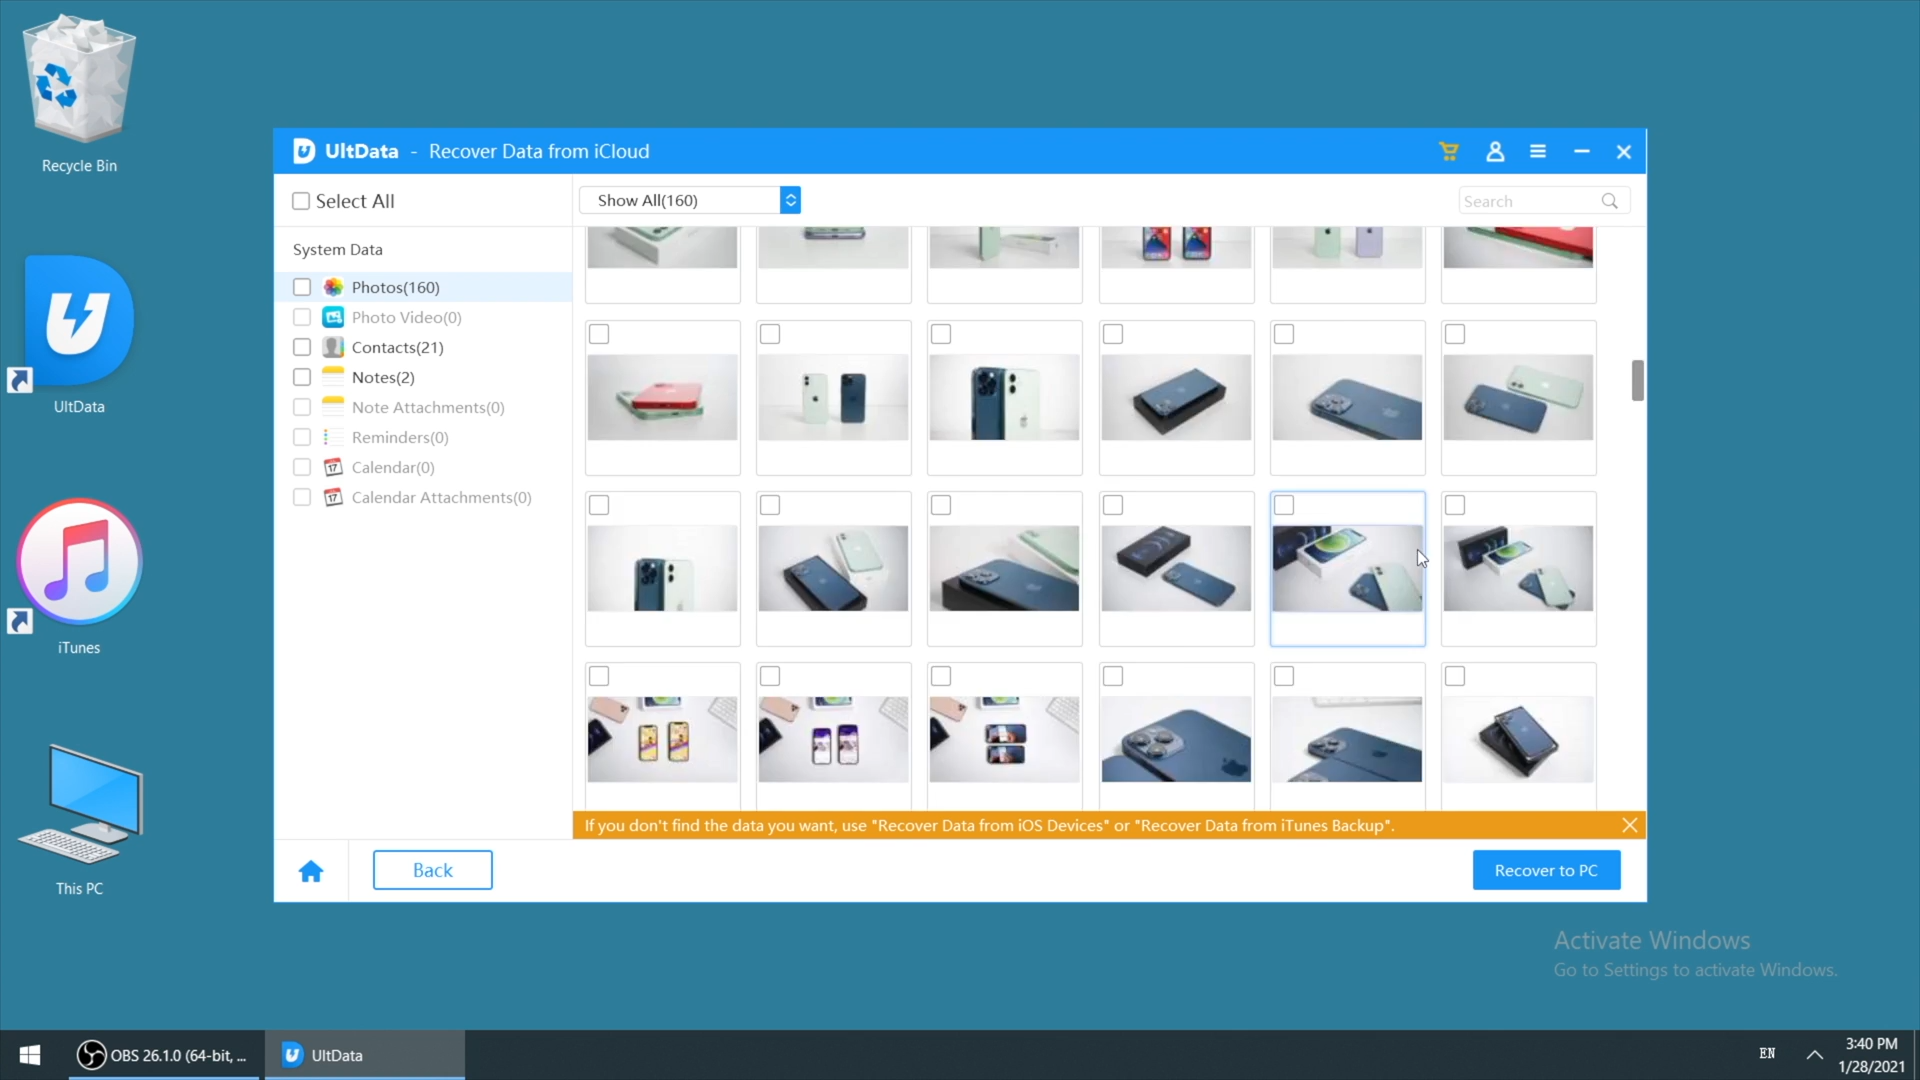 Recycle Bin
UltData
iTunes
This PC
UltData - Recover Data from iCloud
Select All
Show All(160)
Search
System Data
Photos(160)
Photo Video(0)
Contacts(21)
Notes(2)
Note Attachments(0)
Reminders(0)
17 Calendar(0)
17 Calendar Attachments(0)
If you don't find the data you want, use "Recover Data from iOS Devices" or "Recover Data from iTunes Backup".
Back
Recover to PC
Activate Windows
Go to Settings to activate Windows.
OBS 26.1.0 (64-bit, ...
UltData
EN
3:40 PM
1/28/2021